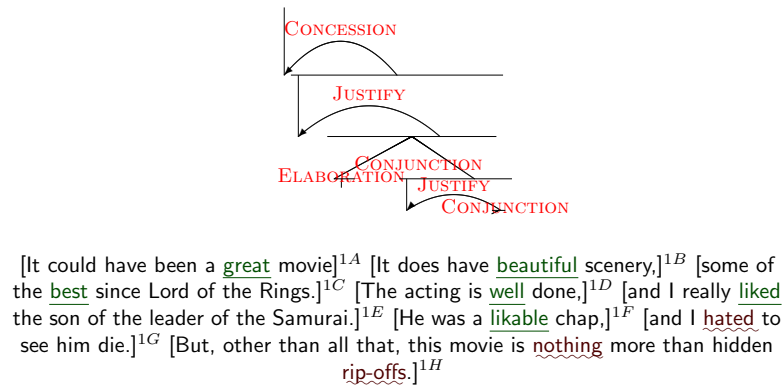 CONCESSION
JUSTIFY
CONJUNCTION
ELABORATION
JUSTIFY
CONJUNCTION
[It could have been a great movie]1A [It does have beautiful scenery,]1B [some of
the best since Lord of the Rings.]1C [The acting is well done,]1D [and I really liked
the son of the leader of the Samurai.]1E [He was a likable chap,]1F [and I hated to
see him die.]1G [But, other than all that, this movie is nothing more than hidden
rip-offs.]1H